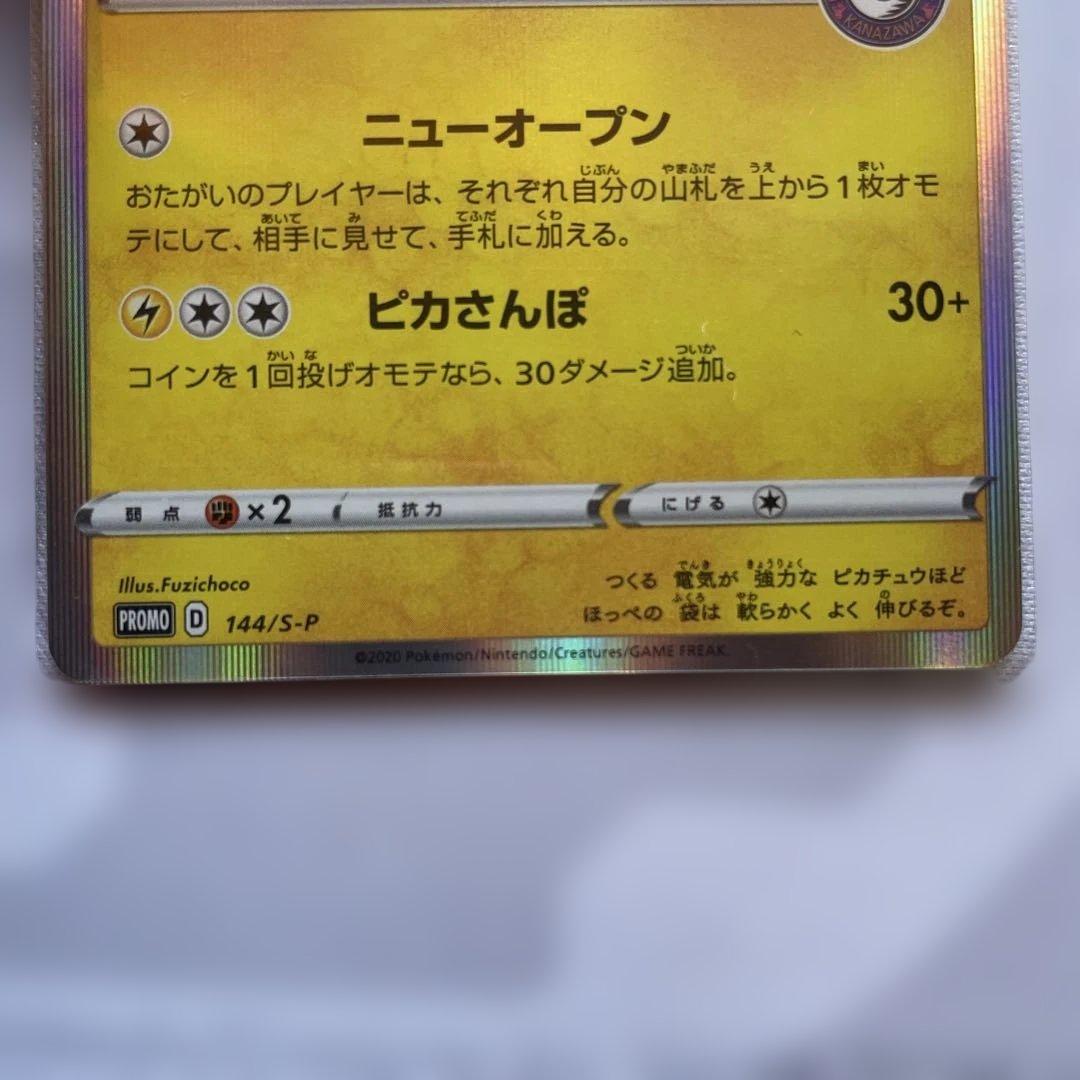 KANAZAWA
ニューオープン
おたがいのプレイヤーは、それぞれ自分の山札を上から1枚オモ
テにして、相手に見せて、手札に加える。
ピカさんぽ 30+
コインを1回投げオモテなら、30ダメージ追加。
弱点 ×2 抵抗力 にげる
Illus.Fuzichoco
つくる 電気が 強力な ピカチュウほど
ほっぺの 袋は 軟らかく よく 伸びるぞ。
PROMO D 144/S-P
©2020 Pokémon/Nintendo/Creatures/GAME FREAK.